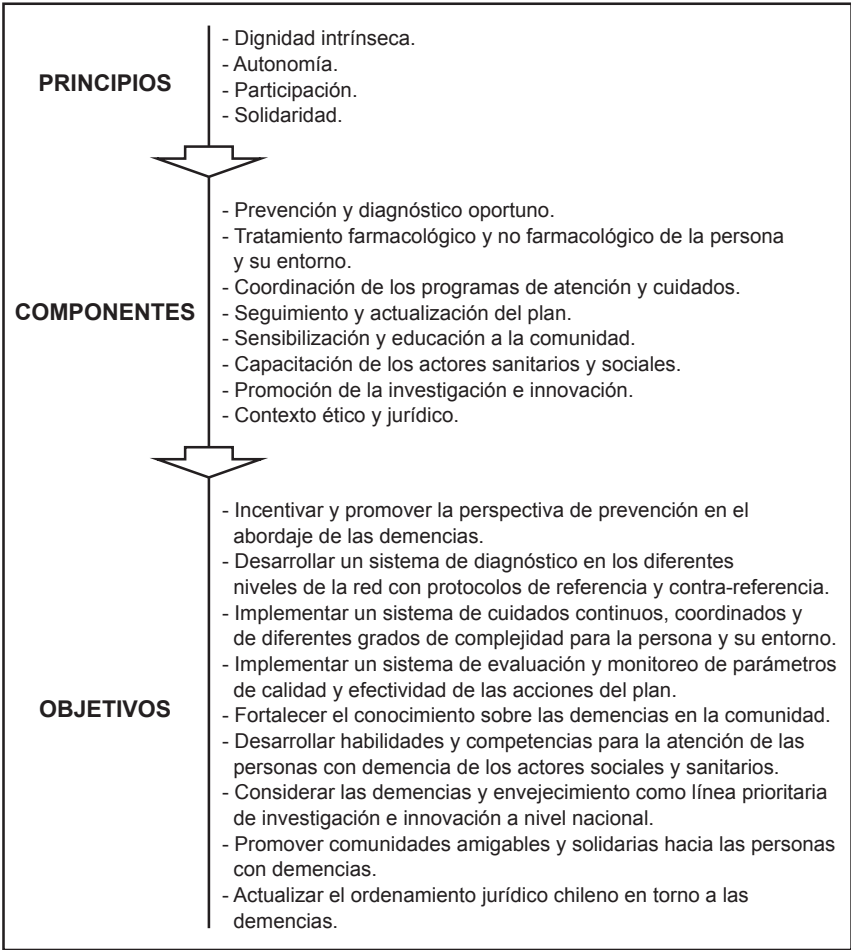 PRINCIPIOS
- Dignidad intrínseca.
- Autonomía.
- Participación.
- Solidaridad.
COMPONENTES
- Prevención y diagnóstico oportuno.
- Tratamiento farmacológico y no farmacológico de la persona
y su entorno.
- Coordinación de los programas de atención y cuidados.
- Seguimiento y actualización del plan.
- Sensibilización y educación a la comunidad.
- Capacitación de los actores sanitarios y sociales.
- Promoción de la investigación e innovación.
- Contexto ético y jurídico.
OBJETIVOS
- Incentivar y promover la perspectiva de prevención en el
abordaje de las demencias.
- Desarrollar un sistema de diagnóstico en los diferentes
niveles de la red con protocolos de referencia y contra-referencia.
- Implementar un sistema de cuidados continuos, coordinados y
de diferentes grados de complejidad para la persona y su entorno.
- Implementar un sistema de evaluación y monitoreo de parámetros
de calidad y efectividad de las acciones del plan.
- Fortalecer el conocimiento sobre las demencias en la comunidad.
- Desarrollar habilidades y competencias para la atención de las
personas con demencia de los actores sociales y sanitarios.
- Considerar las demencias y envejecimiento como línea prioritaria
de investigación e innovación a nivel nacional.
- Promover comunidades amigables y solidarias hacia las personas
con demencias.
- Actualizar el ordenamiento jurídico chileno en torno a las
demencias.